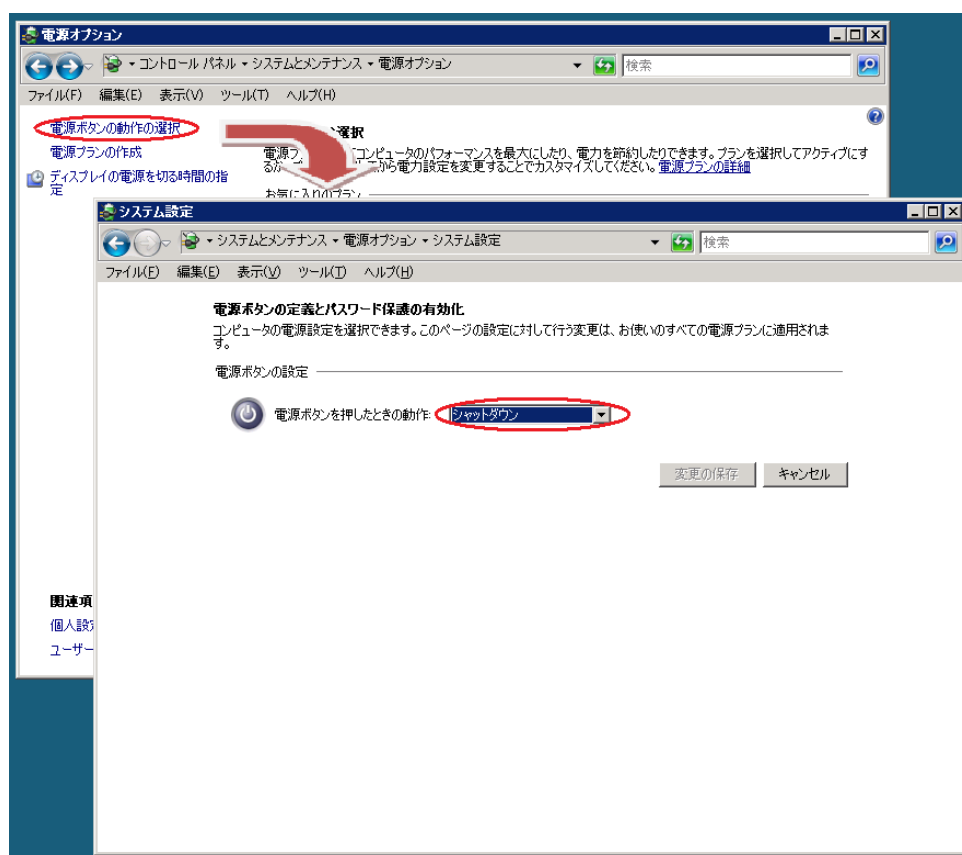 電源オプション
コントロール パネル ▾ システムとメンテナンス ▾ 電源オプション
検索
ファイル(F) 編集(E) 表示(V) ツール(T) ヘルプ(H)
電源ボタンの動作の選択
電源プランの作成
ディスプレイの電源を切る時間の指
定
選択
電源プ コンピュータのパフォーマンスを最大にしたり、電力を節約したりできます。プランを選択してアクティブにす
るか、 から電力設定を変更することでカスタマイズしてください。電源プランの詳細
お気に入りのプラン
システム設定
システムとメンテナンス ▾ 電源オプション ▾ システム設定
検索
ファイル(F) 編集(E) 表示(V) ツール(T) ヘルプ(H)
電源ボタンの定義とパスワード保護の有効化
コンピュータの電源設定を選択できます。このページの設定に対して行う変更は、お使いのすべての電源プランに適用されま
す。
電源ボタンの設定
電源ボタンを押したときの動作: シャットダウン
変更の保存 キャンセル
関連項
個人設
ユーザー